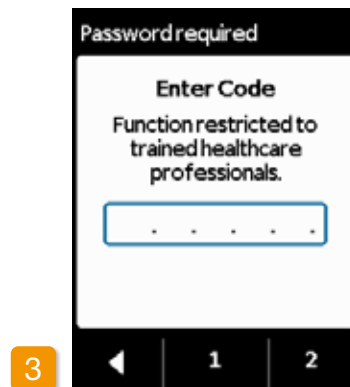 Password required
Enter Code
Function restricted to
trained healthcare
professionals.
. . . . .
3
1 2